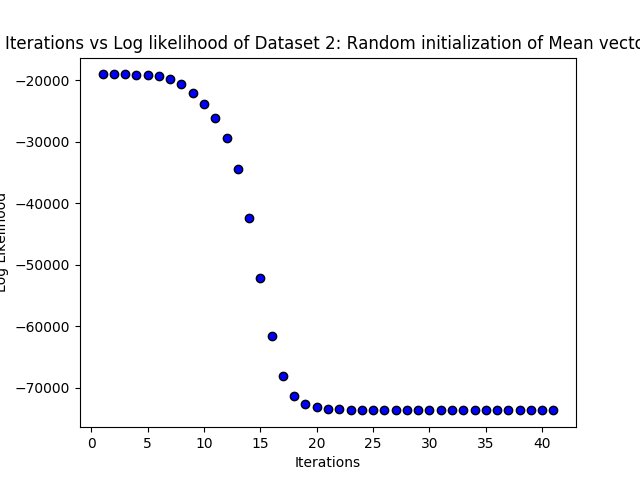 Iterations vs Log likelihood of Dataset 2: Random initialization of Mean vecto
−20000
−30000
−40000
−50000
−60000
−70000
Log Likelihood
0 5 10 15 20 25 30 35 40
Iterations